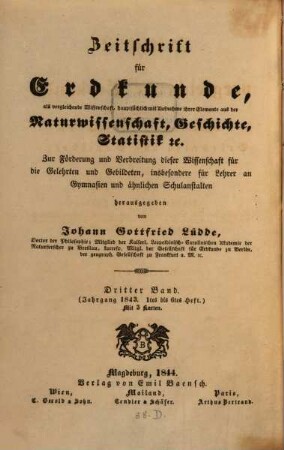 Zeitschrift
für
Erdkunde,
als vergleichende Wissenschaft, hauptsächlich mit Aufnahme ihrer Elemente aus der
Naturwissenschaft, Geschichte,
Statistik ꝛc.
Zur Förderung und Verbreitung dieser Wissenschaft für
die Gelehrten und Gebildeten, insbesondre für Lehrer an
Gymnasien und ähnlichen Schulanstalten
herausgegeben
von
Johann Gottfried Lüdde,
Doctor der Philosophie; Mitglied der Kaiserl. Leopoldinisch-Carolinischen Akademie der
Naturforscher zu Breslau, korresp. Mitgl. der Gesellschaft für Erdkunde zu Berlin,
der geograph. Gesellschaft zu Frankfurt a. M. ꝛc.
Dritter Band.
(Jahrgang 1843. 1tes bis 6tes Heft.)
Mit 3 Karten.
B
Magdeburg, 1844.
Verlag von Emil Baensch.
Wien, Mailand, Paris,
C. Gerold & Sohn. Tendler & Schäfer. Arthus Bertrand.